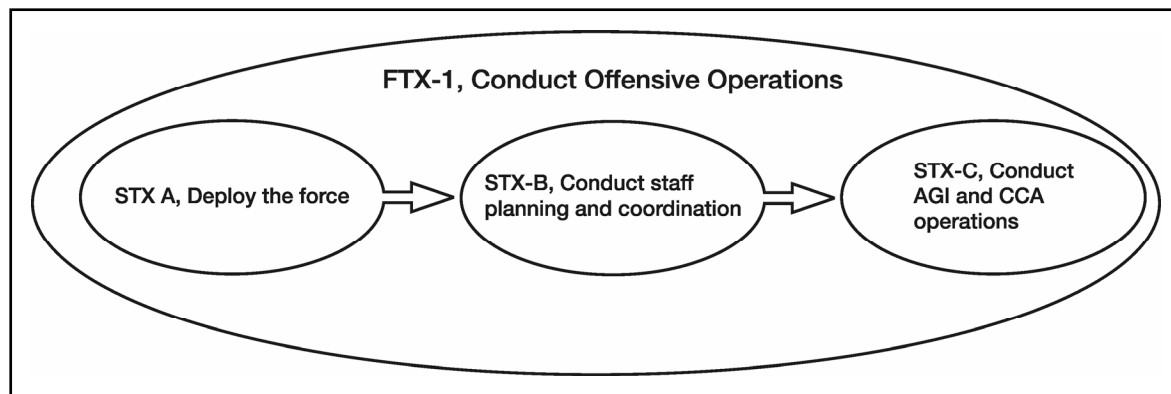 FTX-1, Conduct Offensive Operations
STX A, Deploy the force
STX-B, Conduct staff
planning and coordination
STX-C, Conduct
AGI and CCA
operations